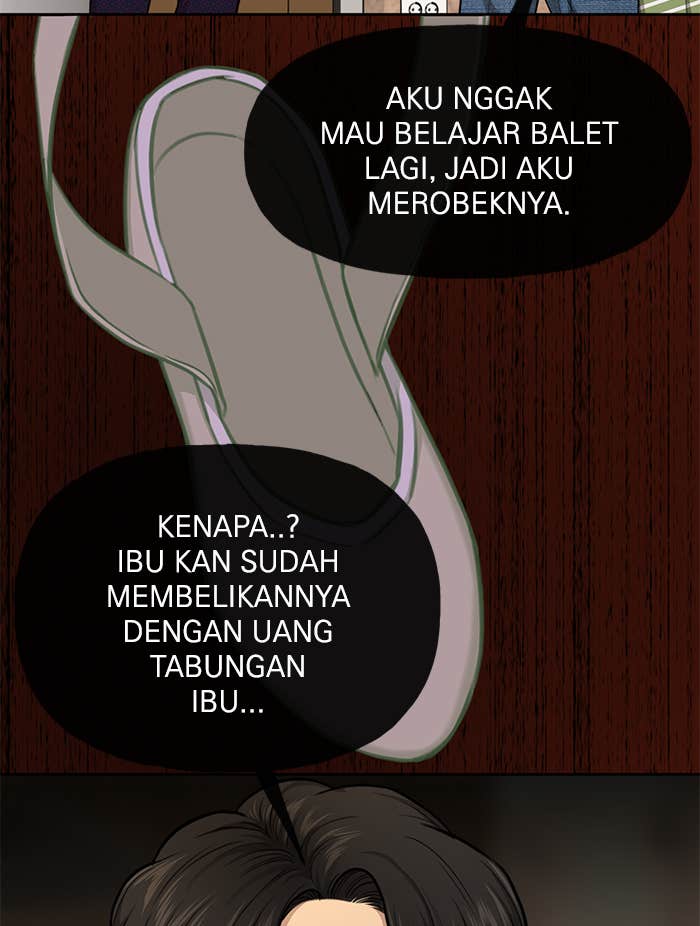 AKU NGGAK
MAU BELAJAR BALET
LAGI, JADI AKU
MEROBEKNYA.
KENAPA..?
IBU KAN SUDAH
MEMBELIKANNYA
DENGAN UANG
TABUNGAN
IBU...